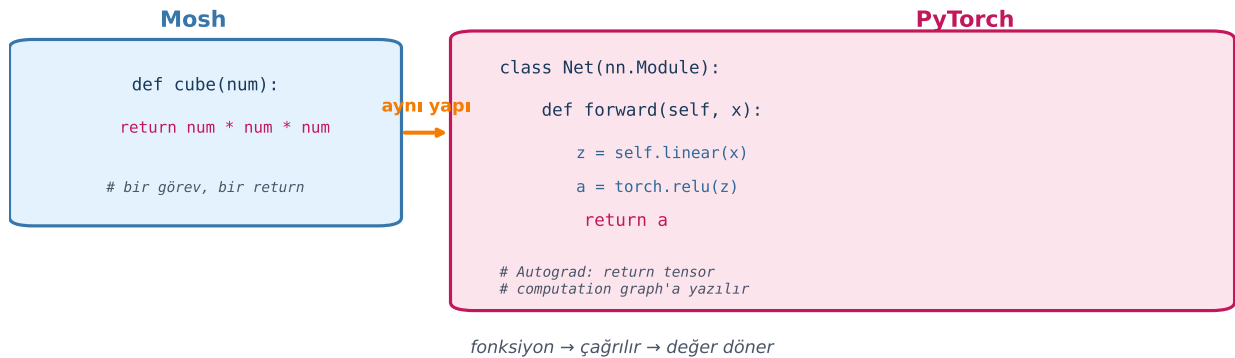 Mosh
def cube(num):
return num * num * num
# bir görev, bir return
aynı yapı
PyTorch
class Net(nn.Module):
def forward(self, x):
z = self.linear(x)
a = torch.relu(z)
return a
# Autograd: return tensor
# computation graph'a yazılır
fonksiyon → çağrılır → değer döner